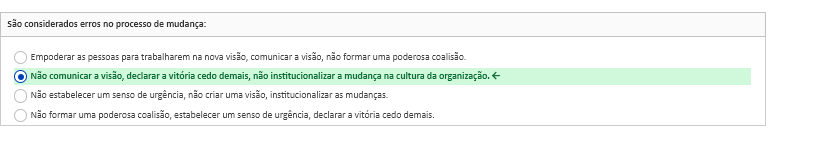 São considerados erros no processo de mudança:
Empoderar as pessoas para trabalharem na nova visão, comunicar a visão, não formar uma poderosa coalisão.
Não comunicar a visão, declarar a vitória cedo demais, não institucionalizar a mudança na cultura da organização. ←
Não estabelecer um senso de urgência, não criar uma visão, institucionalizar as mudanças.
Não formar uma poderosa coalisão, estabelecer um senso de urgência, declarar a vitória cedo demais.